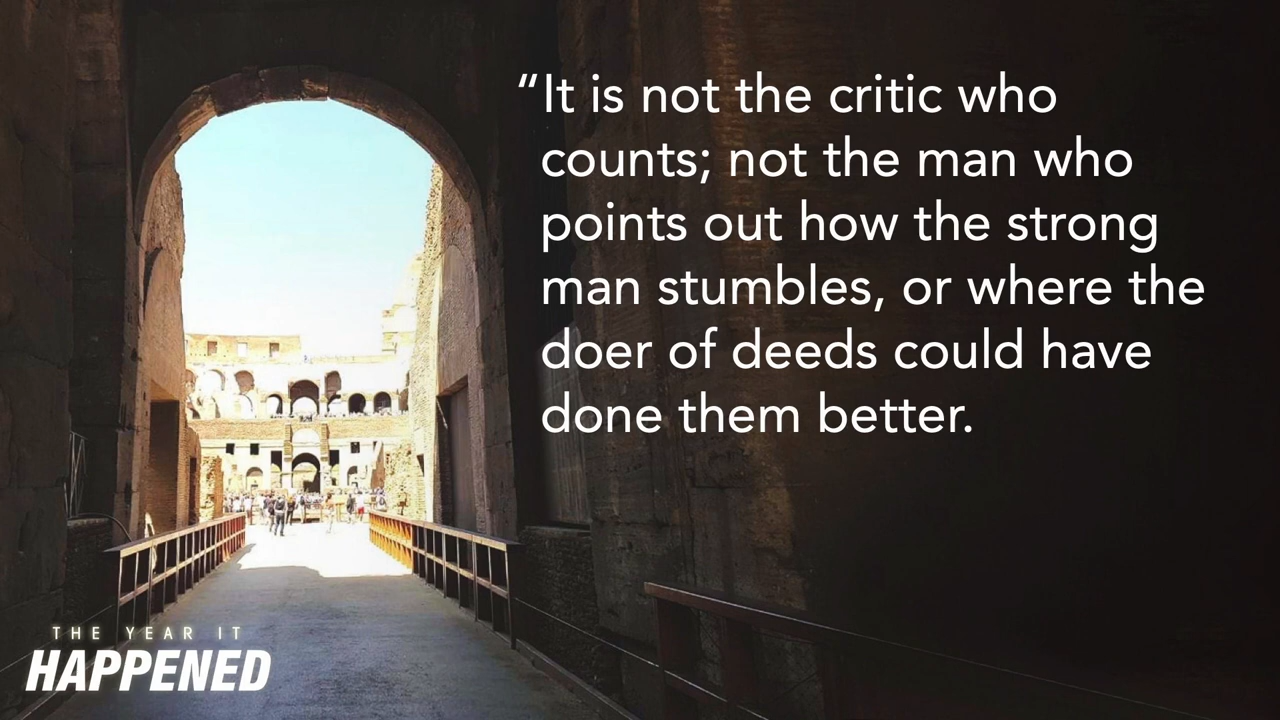 “It is not the critic who
counts; not the man who
points out how the strong
man stumbles, or where the
doer of deeds could have
done them better.
THE YEAR IT
HAPPENED